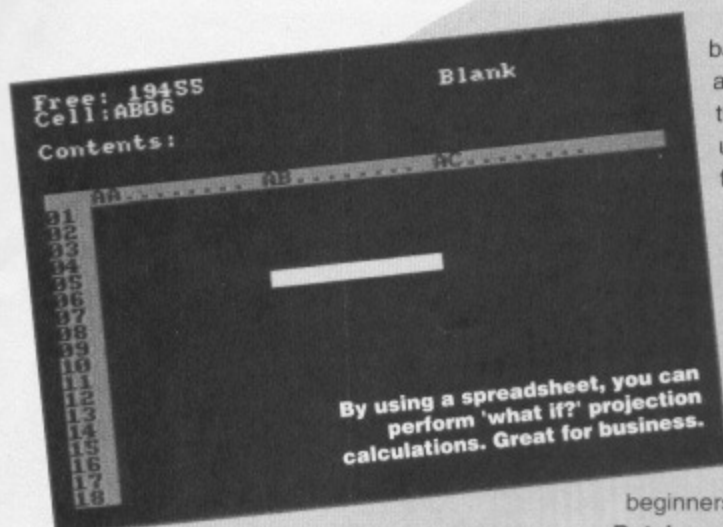 Free: 19455
Blank
Cell:AB06
Contents:
AA........ AB........ AC........
01
02
03
04
05
06
07
08
09
10
11
12
13
14
15
16
17
18
By using a spreadsheet, you can
perform 'what if?' projection
calculations. Great for business.
beginner